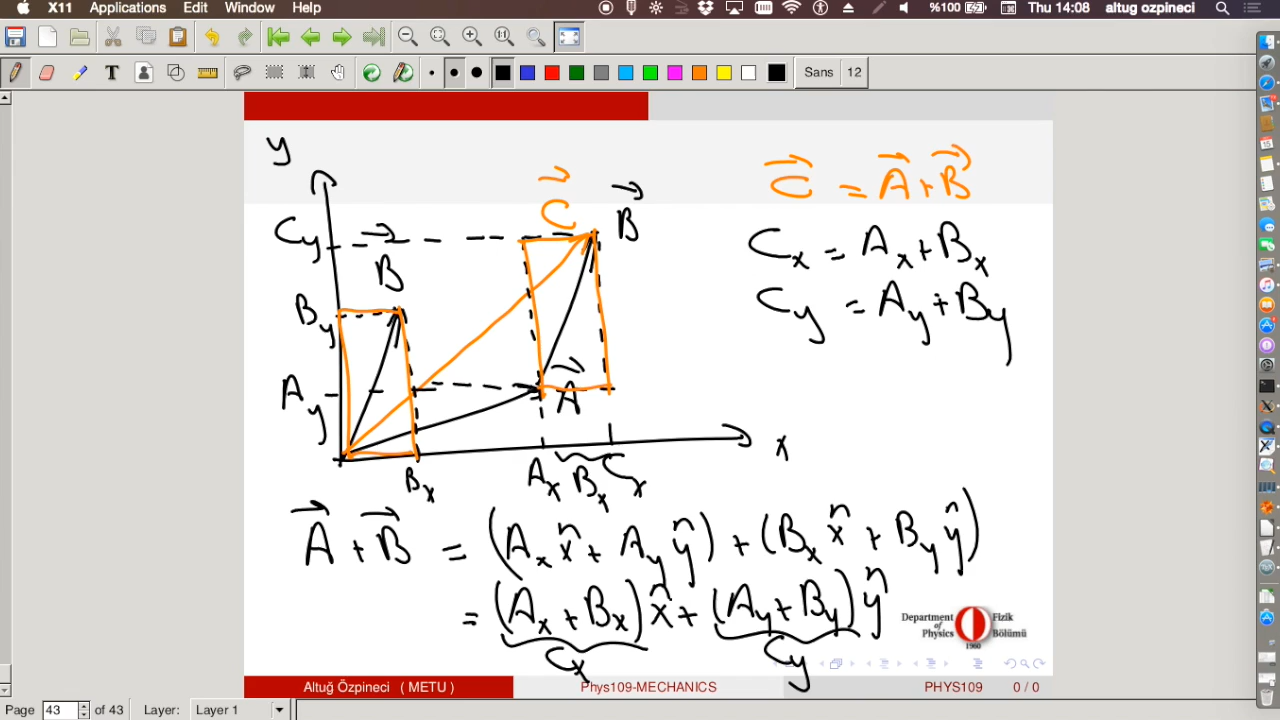 X11 Applications Edit Window Help %100 Thu 14:08 altug ozpineci
Sans 12
y
C⃗
B⃗
C⃗ = A⃗ + B⃗
Cy
B⃗
Cx = Ax + Bx
By
Cy = Ay + By
Ay
A⃗
x
Bx
Ax Bx Cx
A⃗ + B⃗ = (Ax x̂ + Ay ŷ) + (Bx x̂ + By ŷ)
= (Ax + Bx) x̂ + (Ay + By) ŷ
Cx Cy
Department of Physics
1960
Fizik Bölümü
Altuğ Özpineci ( METU ) Phys109-MECHANICS PHYS109 0 / 0
Page 43 of 43 Layer: Layer 1